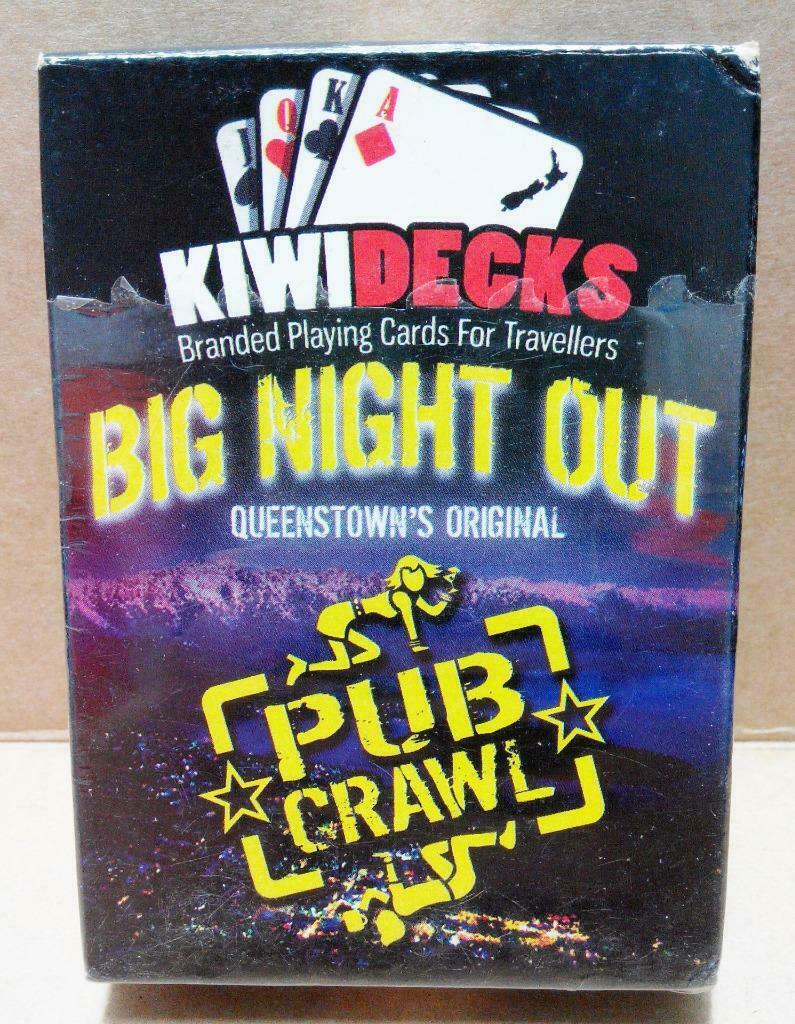 J Q K A
KIWIDECKS
Branded Playing Cards For Travellers
BIG NIGHT OUT
QUEENSTOWN'S ORIGINAL
PUB
CRAWL